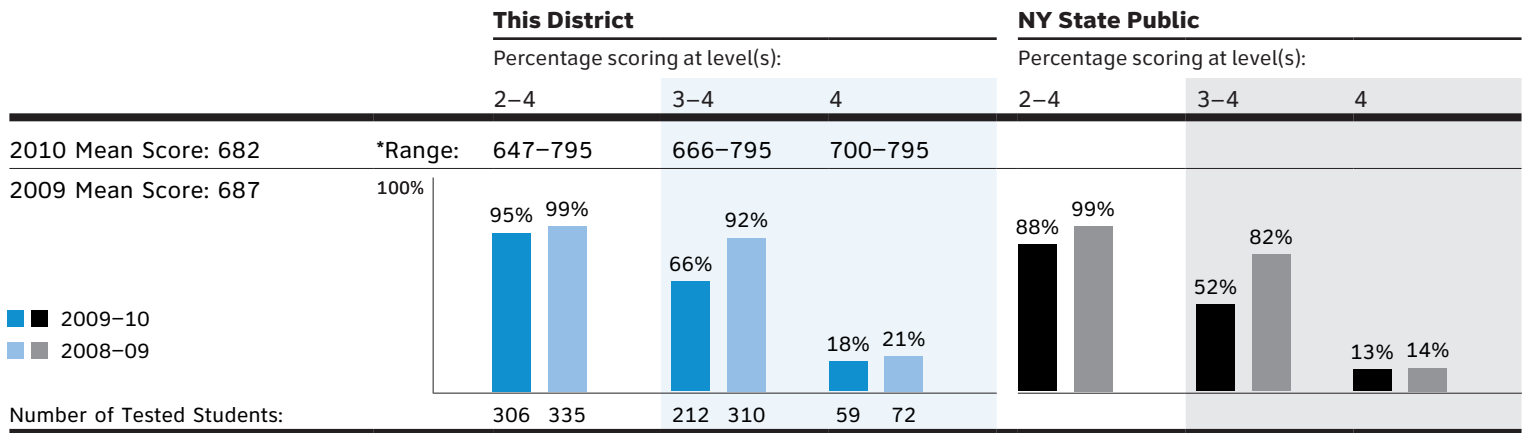 This District NY State Public
Percentage scoring at level(s): Percentage scoring at level(s):
2–4 3–4 4 2–4 3–4 4
2010 Mean Score: 682 *Range: 647–795 666–795 700–795
2009 Mean Score: 687 100%
95% 99% 92% 88% 99%
66% 82%
52%
18% 21% 13% 14%
2009–10
2008–09
Number of Tested Students: 306 335 212 310 59 72